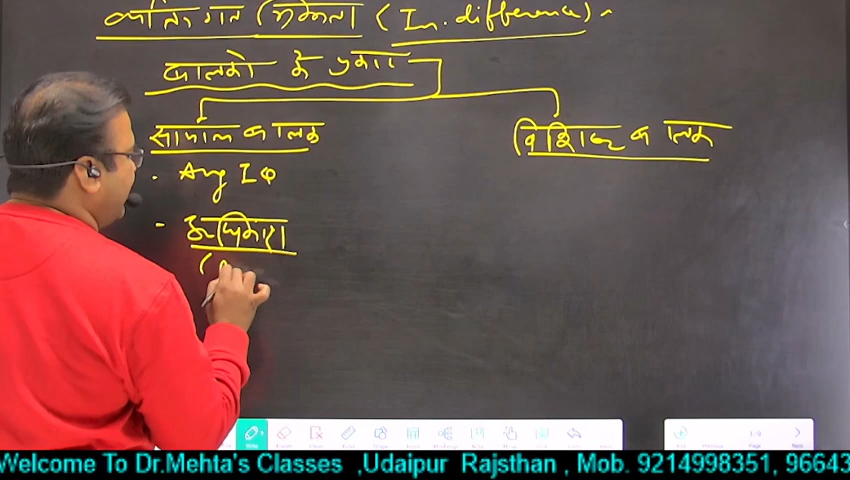 व्यक्तिगत भिन्नता (In. difference) -
बालको के प्रकार
सामान्य बालक
विशिष्ट बालक
. Avg IQ
-
(
Welcome To Dr.Mehta's Classes ,Udaipur Rajsthan , Mob. 9214998351, 96643